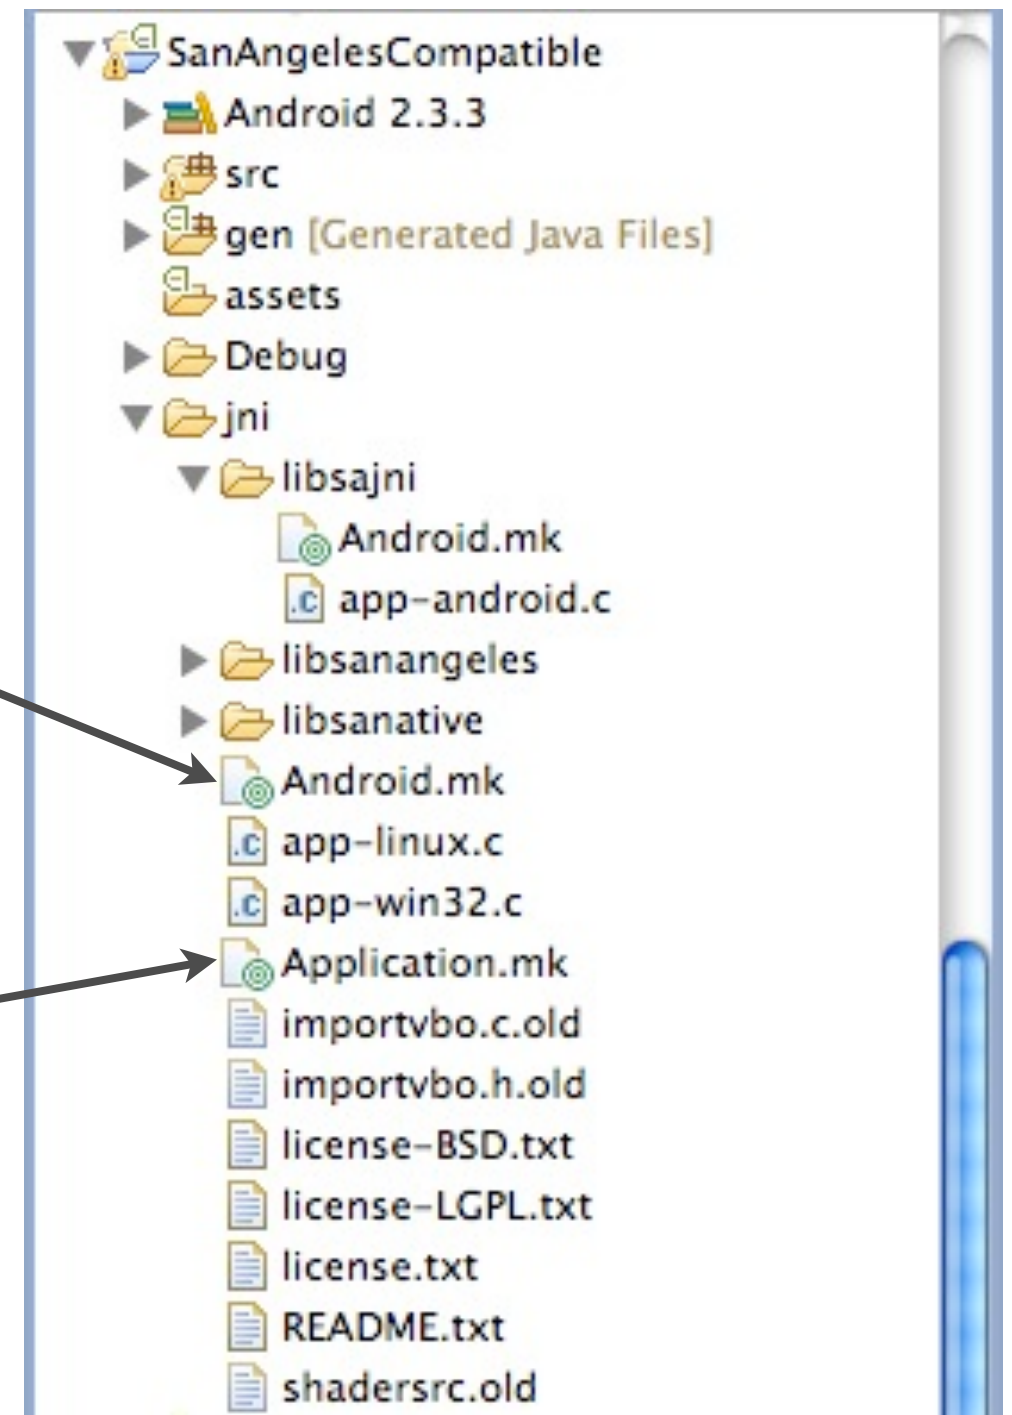 SanAngelesCompatible
Android 2.3.3
src
gen [Generated Java Files]
assets
Debug
jni
libsajni
Android.mk
.c app-android.c
libsanangeles
libsanative
Android.mk
.c app-linux.c
.c app-win32.c
Application.mk
importvbo.c.old
importvbo.h.old
license-BSD.txt
license-LGPL.txt
license.txt
README.txt
shadersrc.old